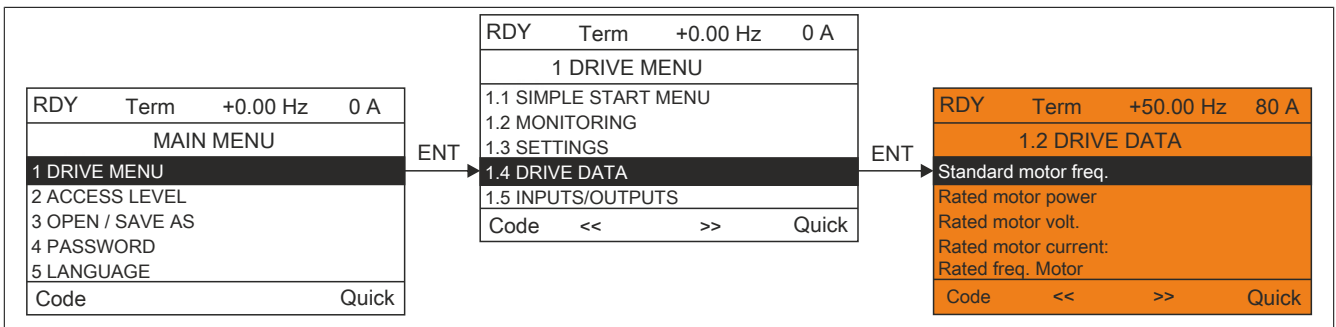 RDY Term +0.00 Hz 0 A
MAIN MENU
1 DRIVE MENU
2 ACCESS LEVEL
3 OPEN / SAVE AS
4 PASSWORD
5 LANGUAGE
Code Quick
ENT
RDY Term +0.00 Hz 0 A
1 DRIVE MENU
1.1 SIMPLE START MENU
1.2 MONITORING
1.3 SETTINGS
1.4 DRIVE DATA
1.5 INPUTS/OUTPUTS
Code << >> Quick
ENT
RDY Term +50.00 Hz 80 A
1.2 DRIVE DATA
Standard motor freq.
Rated motor power
Rated motor volt.
Rated motor current:
Rated freq. Motor
Code << >> Quick